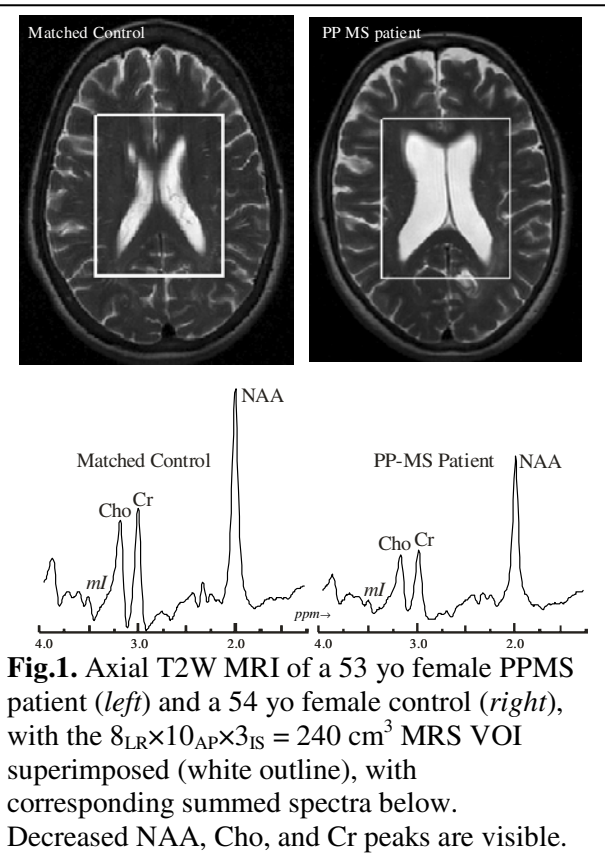 Matched Control
PP MS patient
NAA
Matched Control
Cho
Cr
mI
4.0
3.0
2.0
PP-MS Patient
NAA
Cho
Cr
mI
ppm→
4.0
3.0
2.0
Fig.1. Axial T2W MRI of a 53 yo female PPMS
patient (left) and a 54 yo female control (right),
with the 8LR×10AP×3IS = 240 cm³ MRS VOI
superimposed (white outline), with
corresponding summed spectra below.
Decreased NAA, Cho, and Cr peaks are visible.